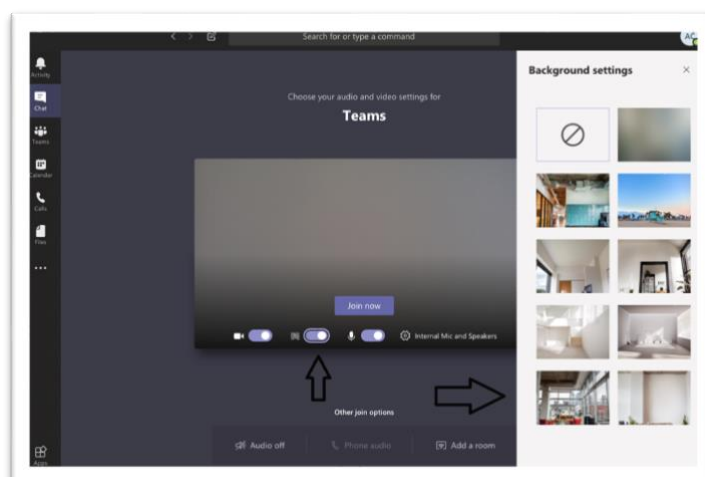 Search for or type a command
AC
Activity
Chat
Teams
Calendar
Calls
Files
Apps
Choose your audio and video settings for
Teams
Join now
Internal Mic and Speakers
Other join options
Audio off
Phone audio
Add a room
Background settings